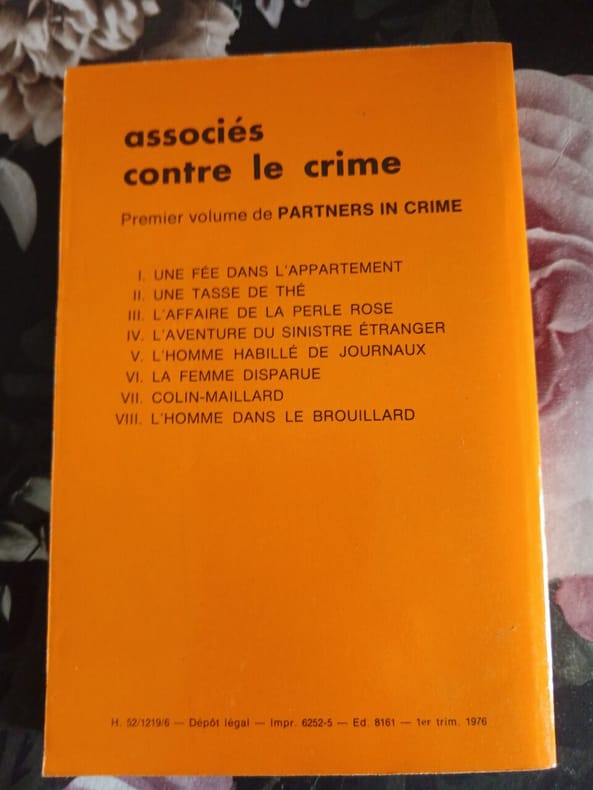 associés
contre le crime
Premier volume de PARTNERS IN CRIME
I. UNE FÉE DANS L'APPARTEMENT
II. UNE TASSE DE THÉ
III. L'AFFAIRE DE LA PERLE ROSE
IV. L'AVENTURE DU SINISTRE ÉTRANGER
V. L'HOMME HABILLÉ DE JOURNAUX
VI. LA FEMME DISPARUE
VII. COLIN-MAILLARD
VIII. L'HOMME DANS LE BROUILLARD
H. 52/1219/6 — Dépôt légal — Impr. 6252-5 — Ed. 8161 — 1er trim. 1976